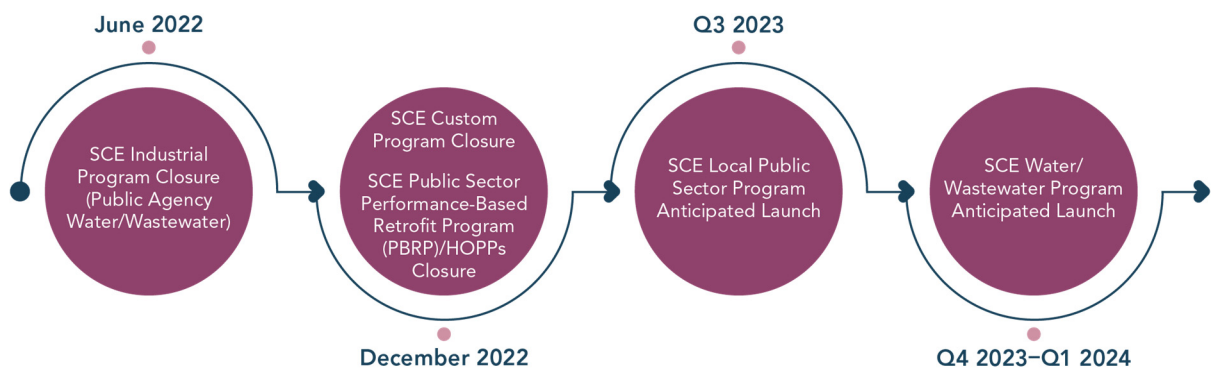 June 2022
SCE Industrial
Program Closure
(Public Agency
Water/Wastewater)
SCE Custom
Program Closure
SCE Public Sector
Performance-Based
Retrofit Program
(PBRP)/HOPPs
Closure
December 2022
Q3 2023
SCE Local Public
Sector Program
Anticipated Launch
SCE Water/
Wastewater Program
Anticipated Launch
Q4 2023–Q1 2024